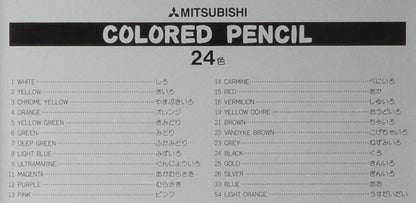 MITSUBISHI
COLORED PENCIL
24色
1 WHITE しろ
2 YELLOW きいろ
3 CHROME YELLOW やまぶきいろ
4 ORANGE オレンジ
5 YELLOW GREEN きみどり
6 GREEN みどり
7 DEEP GREEN ふかみどり
8 LIGHT BLUE みずいろ
9 ULTRAMARINE ぐんじょういろ
11 MAGENTA あかむらさき
12 PURPLE むらさき
13 PINK ピンク
14 CARMINE べにいろ
15 RED あか
16 VERMILION しゅいろ
19 YELLOW OCHRE おうどいろ
21 BROWN ちゃいろ
22 VANDYKE BROWN こげちゃいろ
23 GREY ねずみいろ
24 BLACK くろ
25 GOLD きんいろ
26 SILVER ぎんいろ
33 BLUE あお
54 LIGHT ORANGE うすだいだい